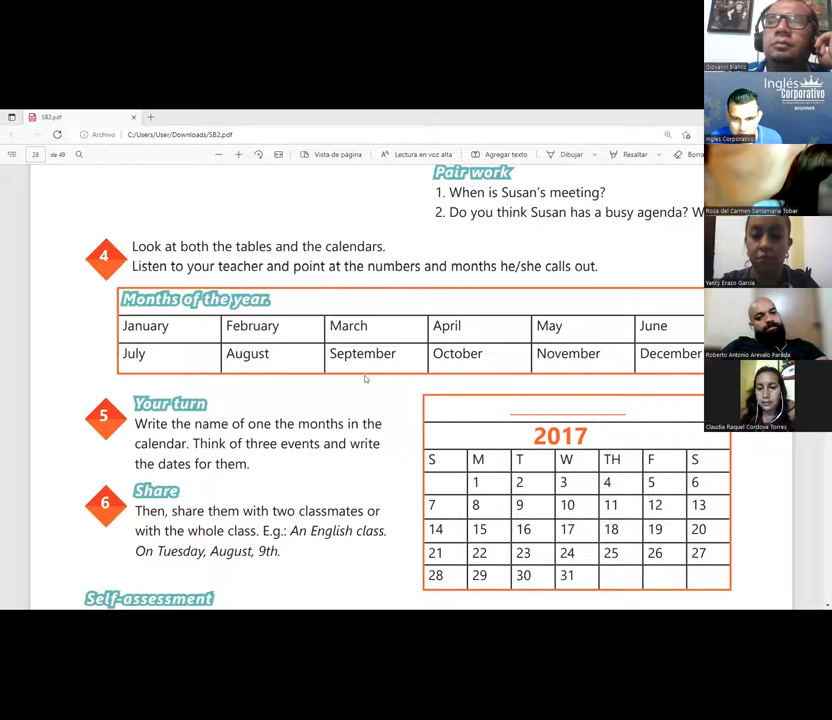 SB2.pdf
Archivo | C:/Users/User/Downloads/SB2.pdf
28 de 49
Vista de página
Lectura en voz alta
Agregar texto
Dibujar
Resaltar
Pair work
1. When is Susan's meeting?
2. Do you think Susan has a busy agenda? W
4
Look at both the tables and the calendars.
Listen to your teacher and point at the numbers and months he/she calls out.
Months of the year.
January February March April May June
July August September October November December
5
Your turn
Write the name of one the months in the
calendar. Think of three events and write
the dates for them.
6
Share
Then, share them with two classmates or
with the whole class. E.g.: An English class.
On Tuesday, August, 9th.
2017
S M T W TH F S
1 2 3 4 5 6
7 8 9 10 11 12 13
14 15 16 17 18 19 20
21 22 23 24 25 26 27
28 29 30 31
Self-assessment
Giovanni Blanco
Inglés
Corporativo
BEGINNER
Ingles Corporativo
Rosa del Carmen Santamaria Tobar
Yancy Erazo Garcia
Roberto Antonio Arevalo Parada
Claudia Raquel Cordova Torres